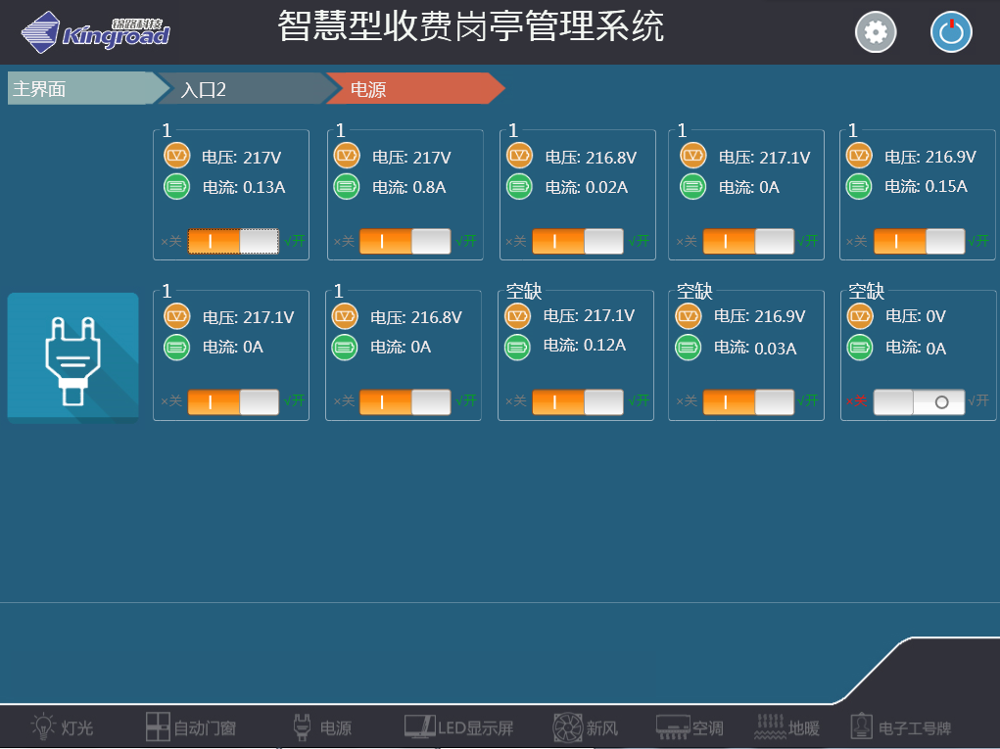 锦路科技
Kingroad
智慧型收费岗亭管理系统
主界面
入口2
电源
1
电压: 217V
电流: 0.13A
×关
√开
1
电压: 217V
电流: 0.8A
×关
√开
1
电压: 216.8V
电流: 0.02A
×关
√开
1
电压: 217.1V
电流: 0A
×关
√开
1
电压: 216.9V
电流: 0.15A
×关
√开
1
电压: 217.1V
电流: 0A
×关
√开
1
电压: 216.8V
电流: 0A
×关
√开
空缺
电压: 217.1V
电流: 0.12A
×关
√开
空缺
电压: 216.9V
电流: 0.03A
×关
√开
空缺
电压: 0V
电流: 0A
×关
√开
灯光
自动门窗
电源
LED显示屏
新风
空调
地暖
电子工号牌